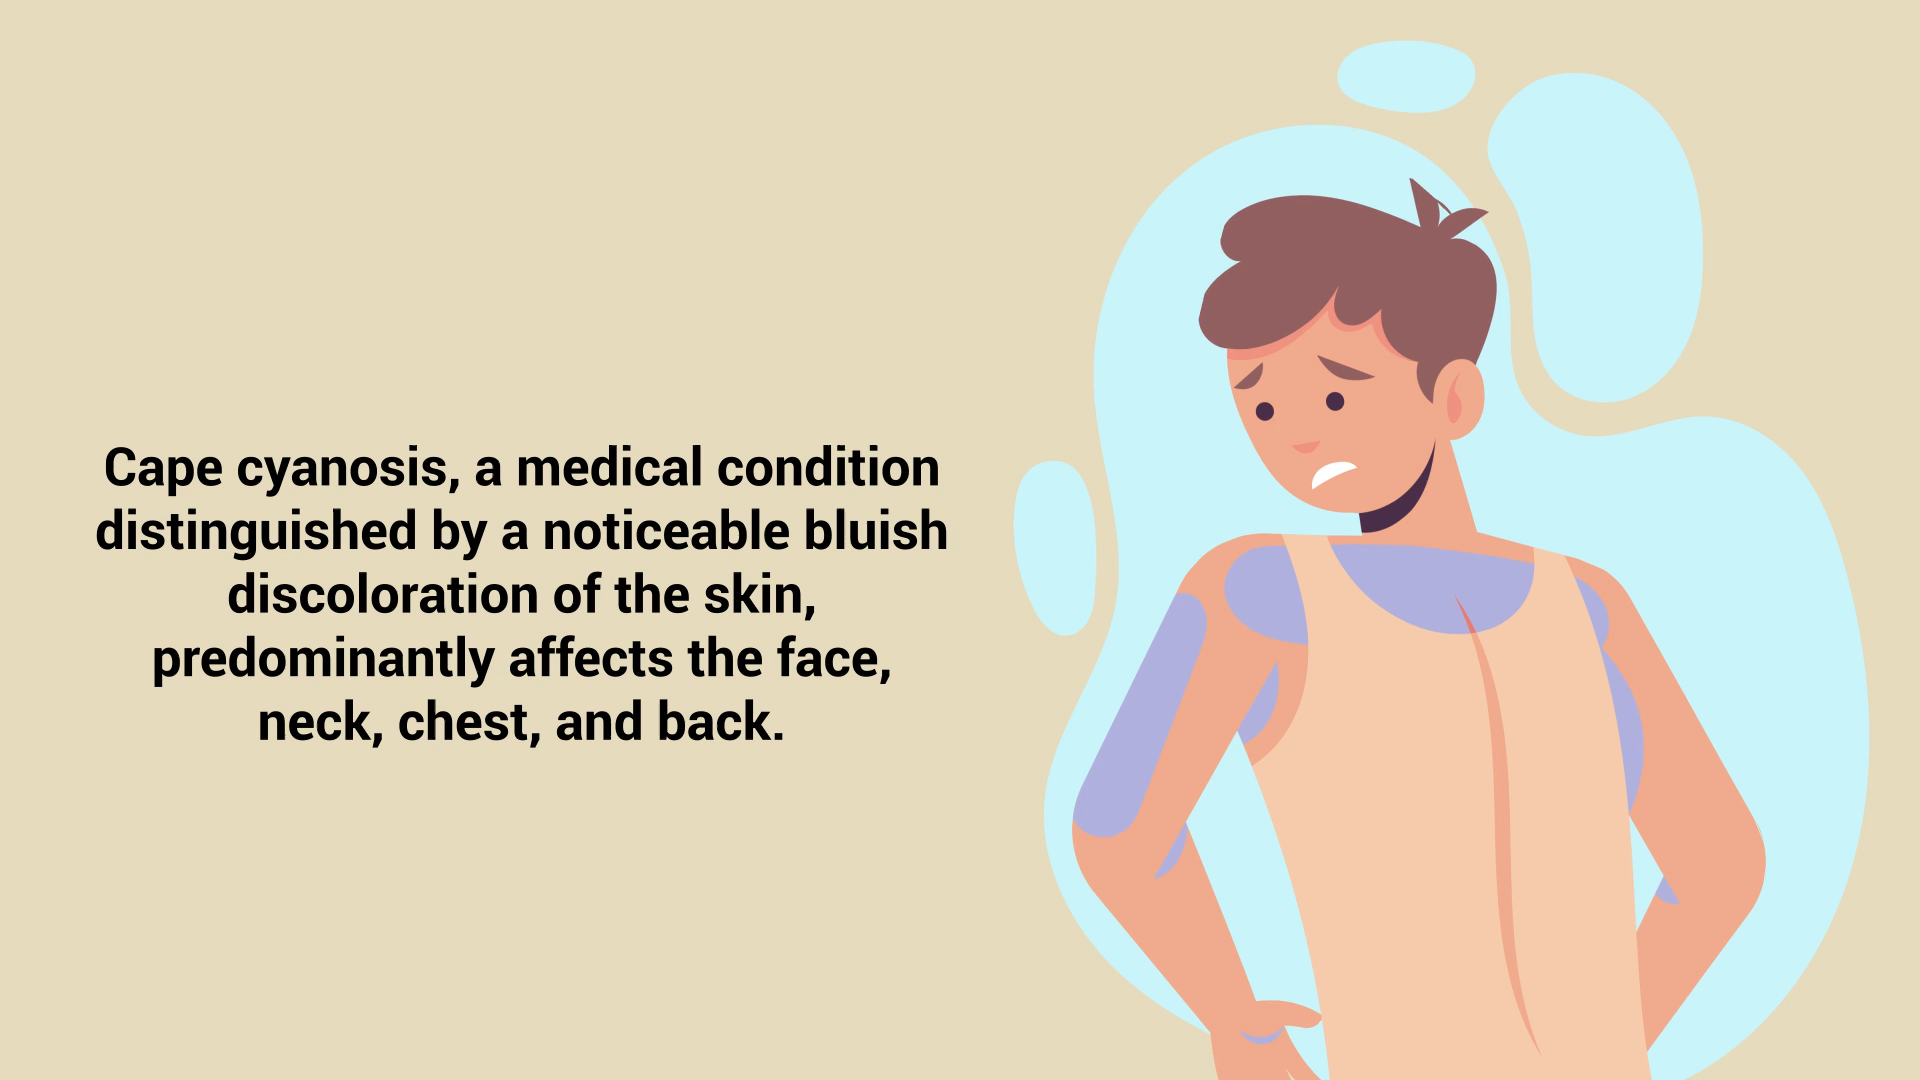 Cape cyanosis, a medical condition
distinguished by a noticeable bluish
discoloration of the skin,
predominantly affects the face,
neck, chest, and back.